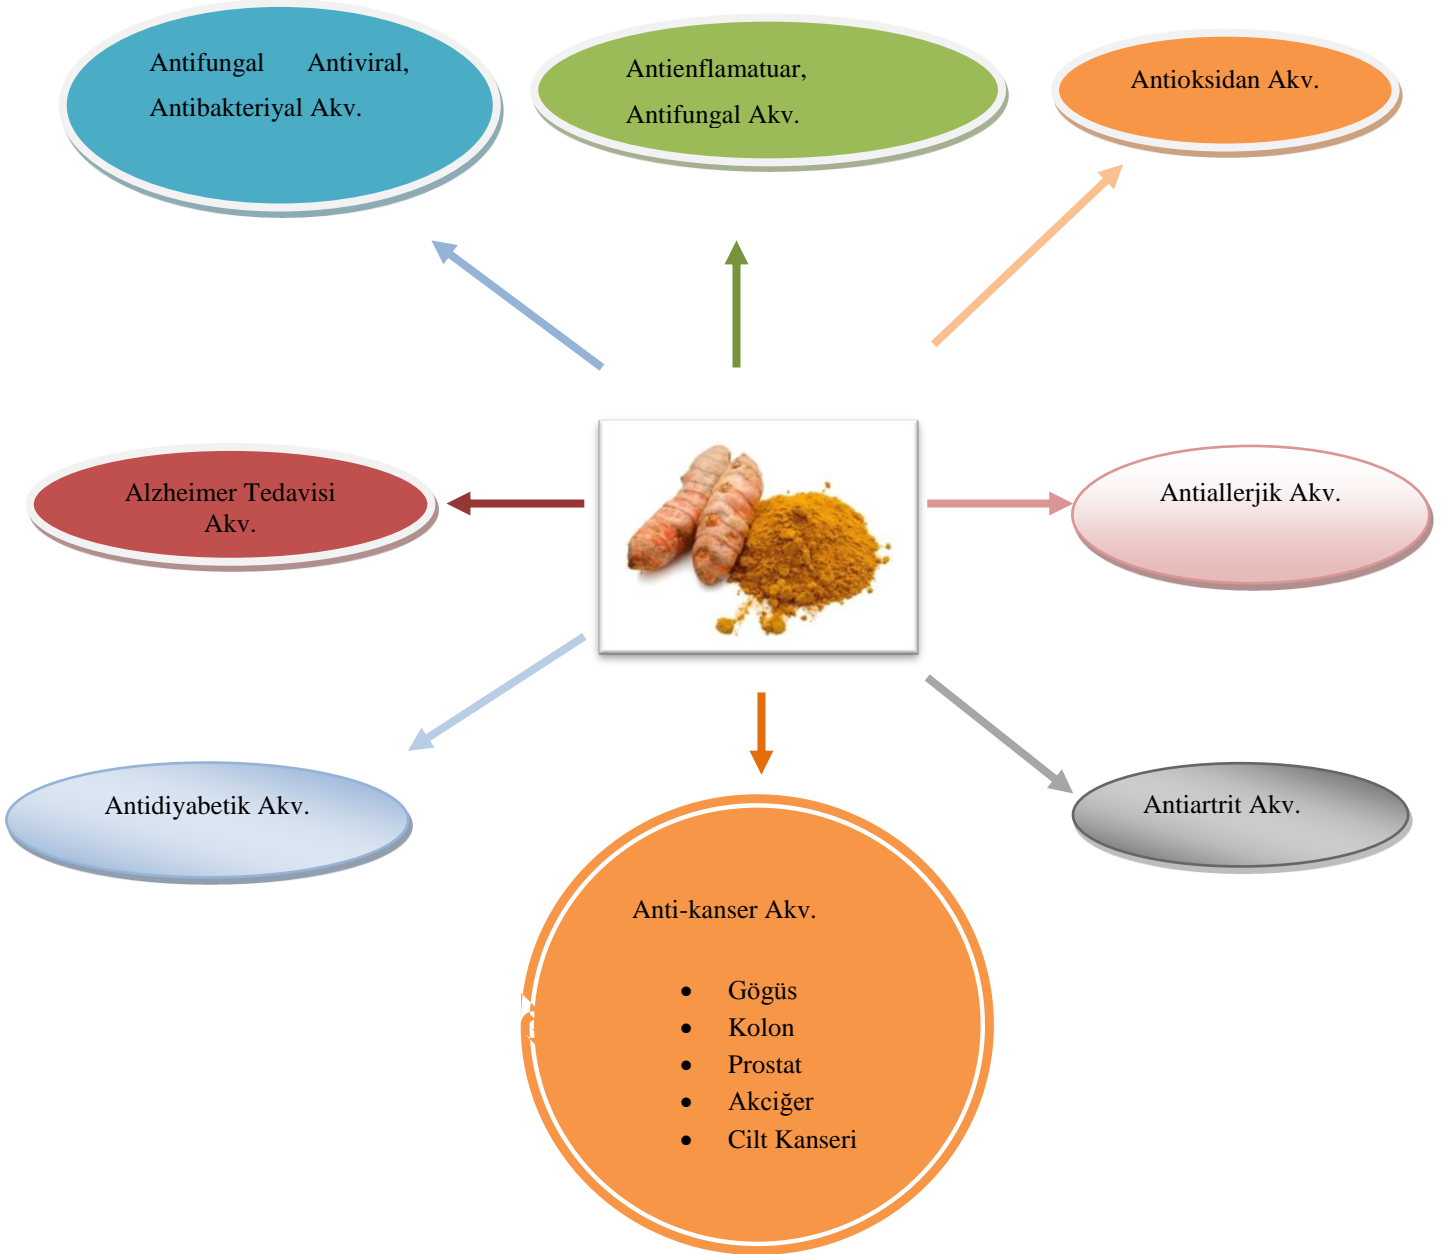 Antifungal Antiviral,
Antibakteriyal Akv.
Antienflamatuar,
Antifungal Akv.
Antioksidan Akv.
Alzheimer Tedavisi
Akv.
Antiallerjik Akv.
Antidiyabetik Akv.
Antiartrit Akv.
Anti-kanser Akv.
• Gögüs
• Kolon
• Prostat
• Akciğer
• Cilt Kanseri